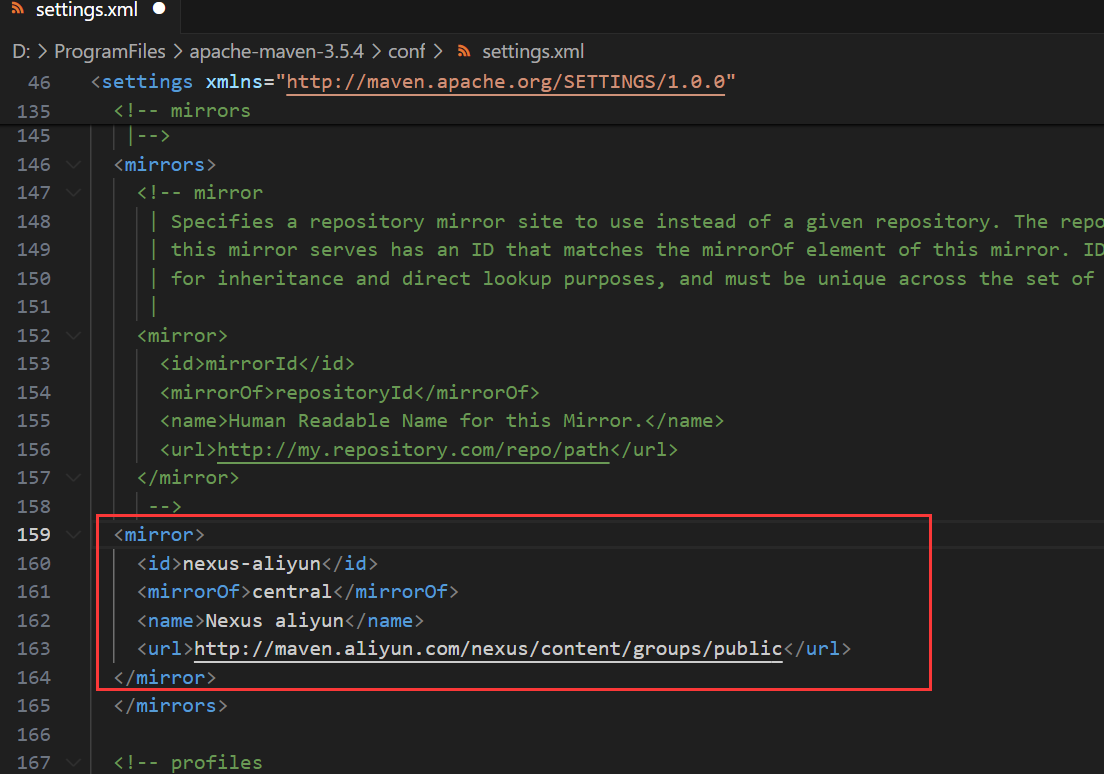 settings.xml
D: > ProgramFiles > apache-maven-3.5.4 > conf > settings.xml
46 <settings xmlns="http://maven.apache.org/SETTINGS/1.0.0"
135 <!-- mirrors
145 |-->
146 <mirrors>
147 <!-- mirror
148 | Specifies a repository mirror site to use instead of a given repository. The repo
149 | this mirror serves has an ID that matches the mirrorOf element of this mirror. ID
150 | for inheritance and direct lookup purposes, and must be unique across the set of
151 |
152 <mirror>
153 <id>mirrorId</id>
154 <mirrorOf>repositoryId</mirrorOf>
155 <name>Human Readable Name for this Mirror.</name>
156 <url>http://my.repository.com/repo/path</url>
157 </mirror>
158 -->
159 <mirror>
160 <id>nexus-aliyun</id>
161 <mirrorOf>central</mirrorOf>
162 <name>Nexus aliyun</name>
163 <url>http://maven.aliyun.com/nexus/content/groups/public</url>
164 </mirror>
165 </mirrors>
166
167 <!-- profiles